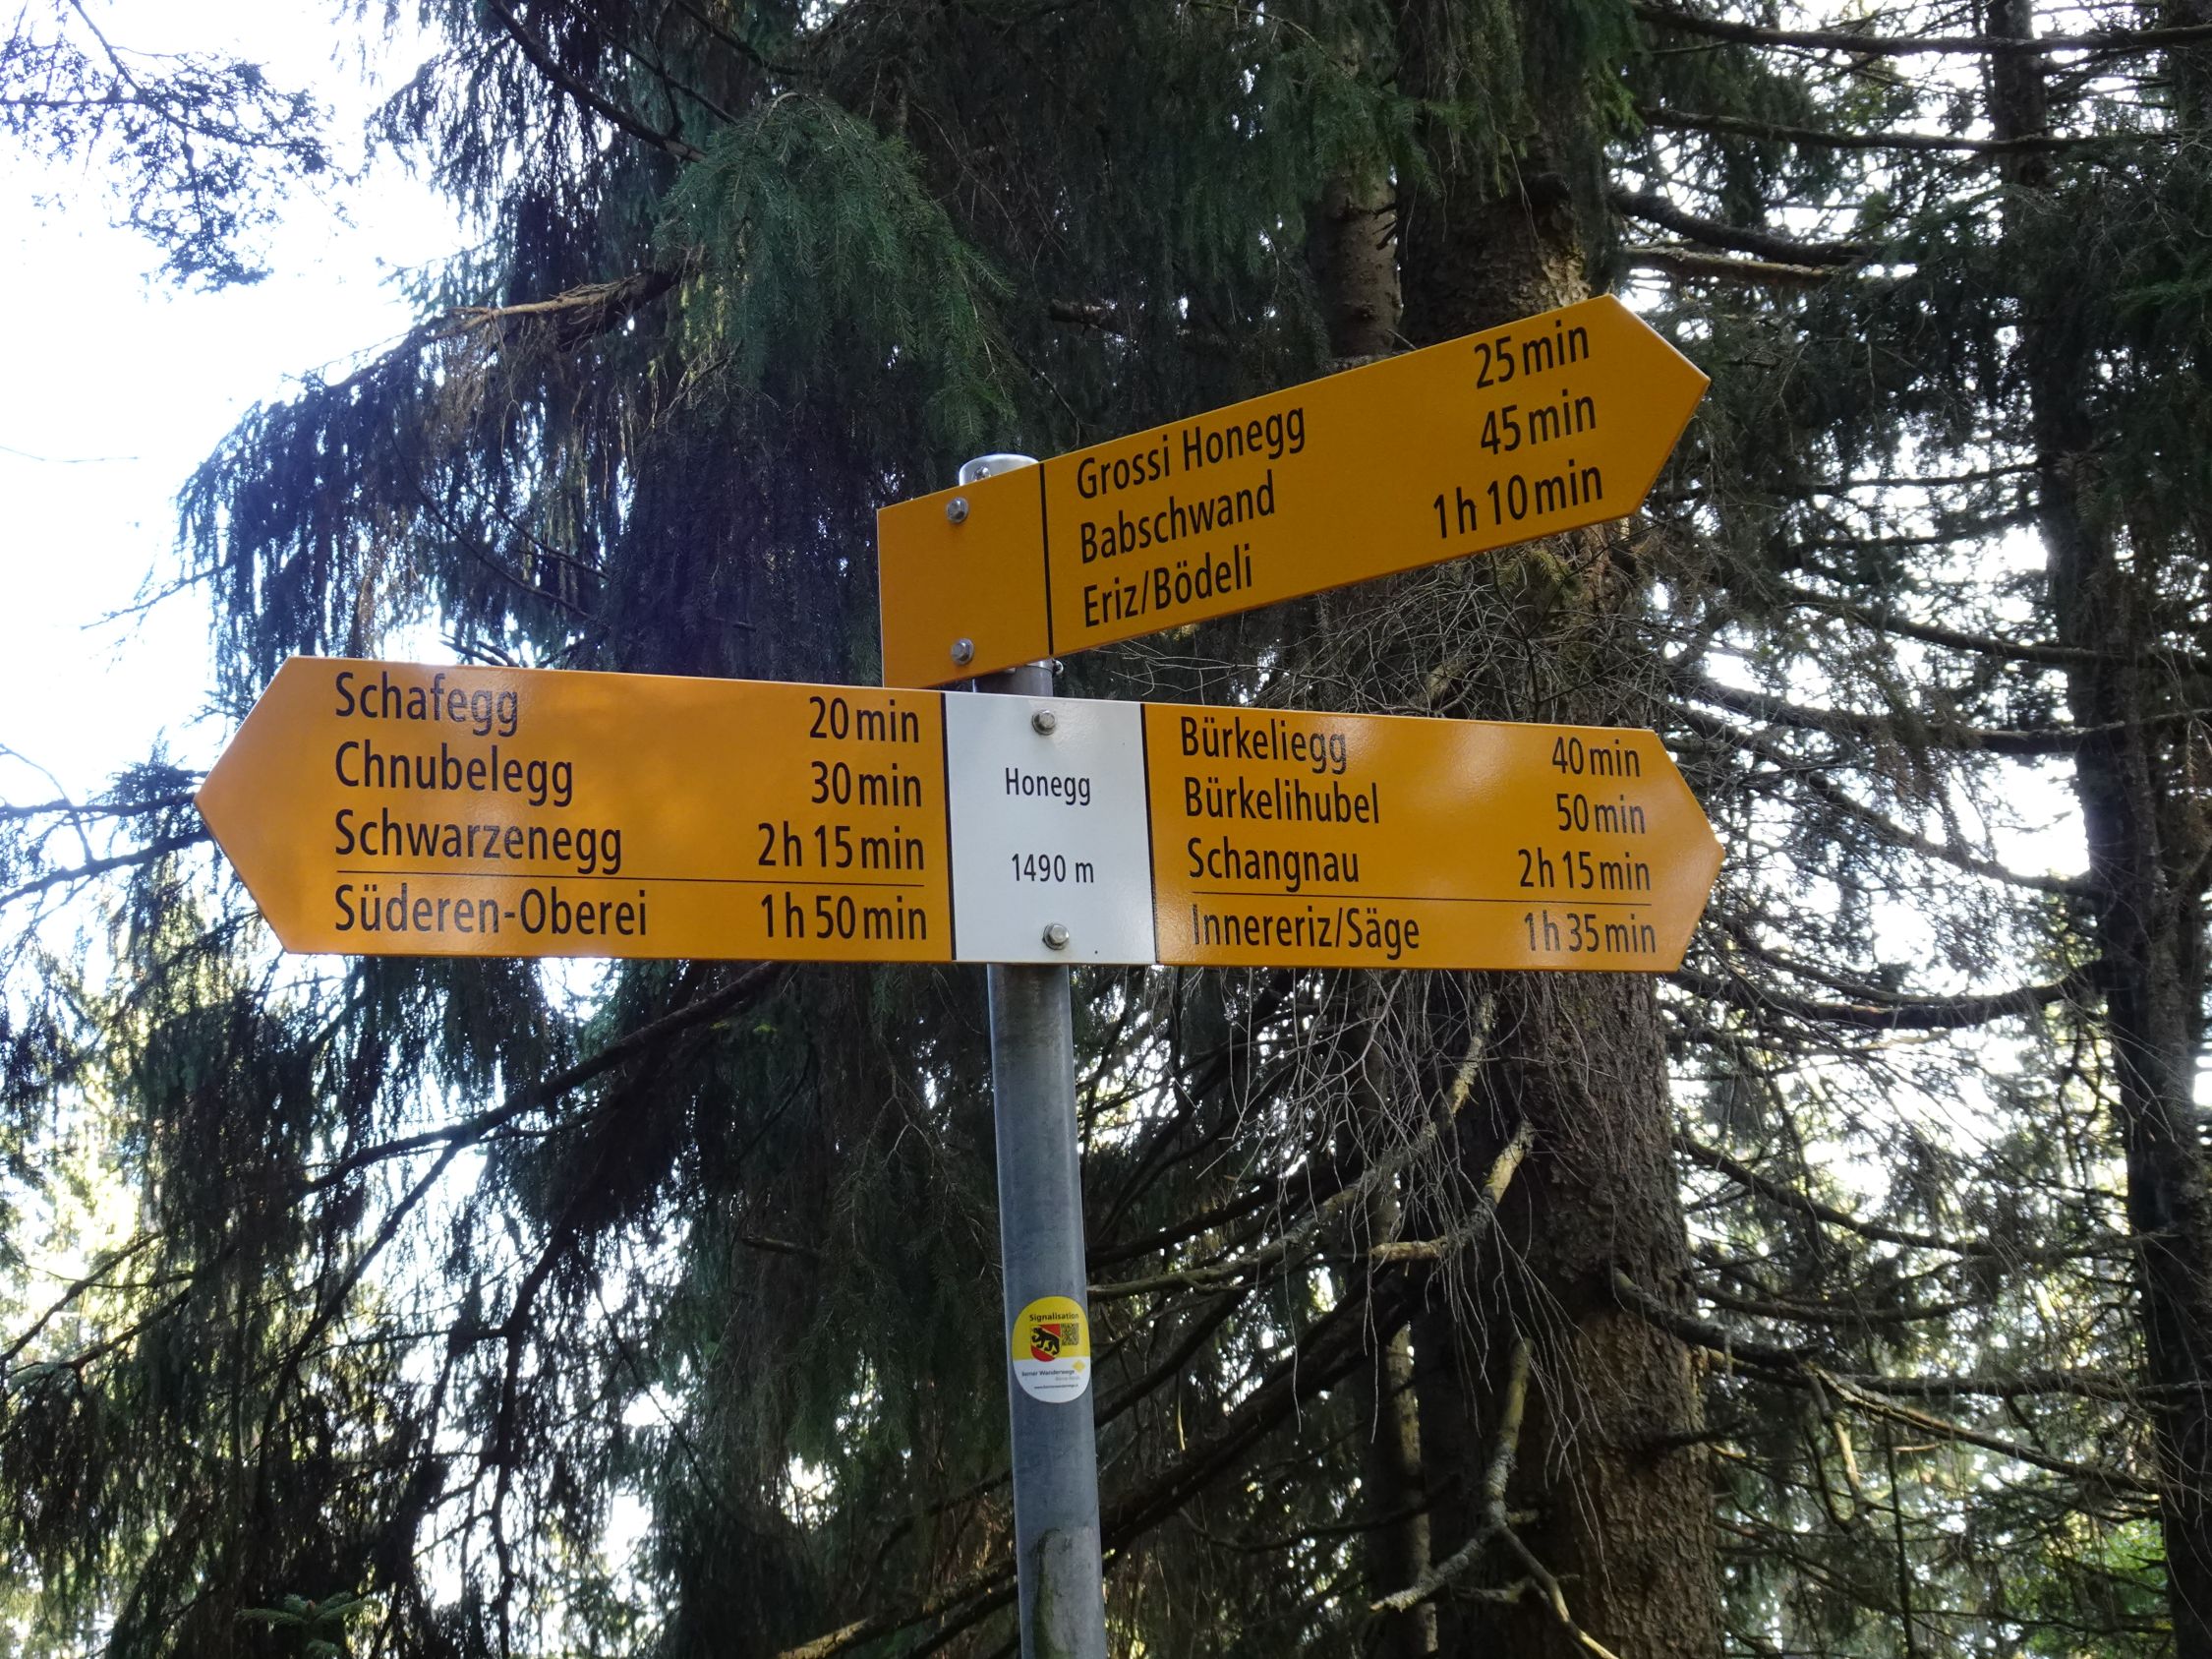 Grossi Honegg 25 min
Babschwand 45 min
Eriz/Bödeli 1 h 10 min
Schafegg 20 min
Chnubelegg 30 min
Schwarzenegg 2 h 15 min
Süderen-Oberei 1 h 50 min
Honegg
1490 m
Bürkeliegg 40 min
Bürkelihubel 50 min
Schangnau 2 h 15 min
Innereriz/Säge 1 h 35 min
Signalisation
Berner Wanderwege